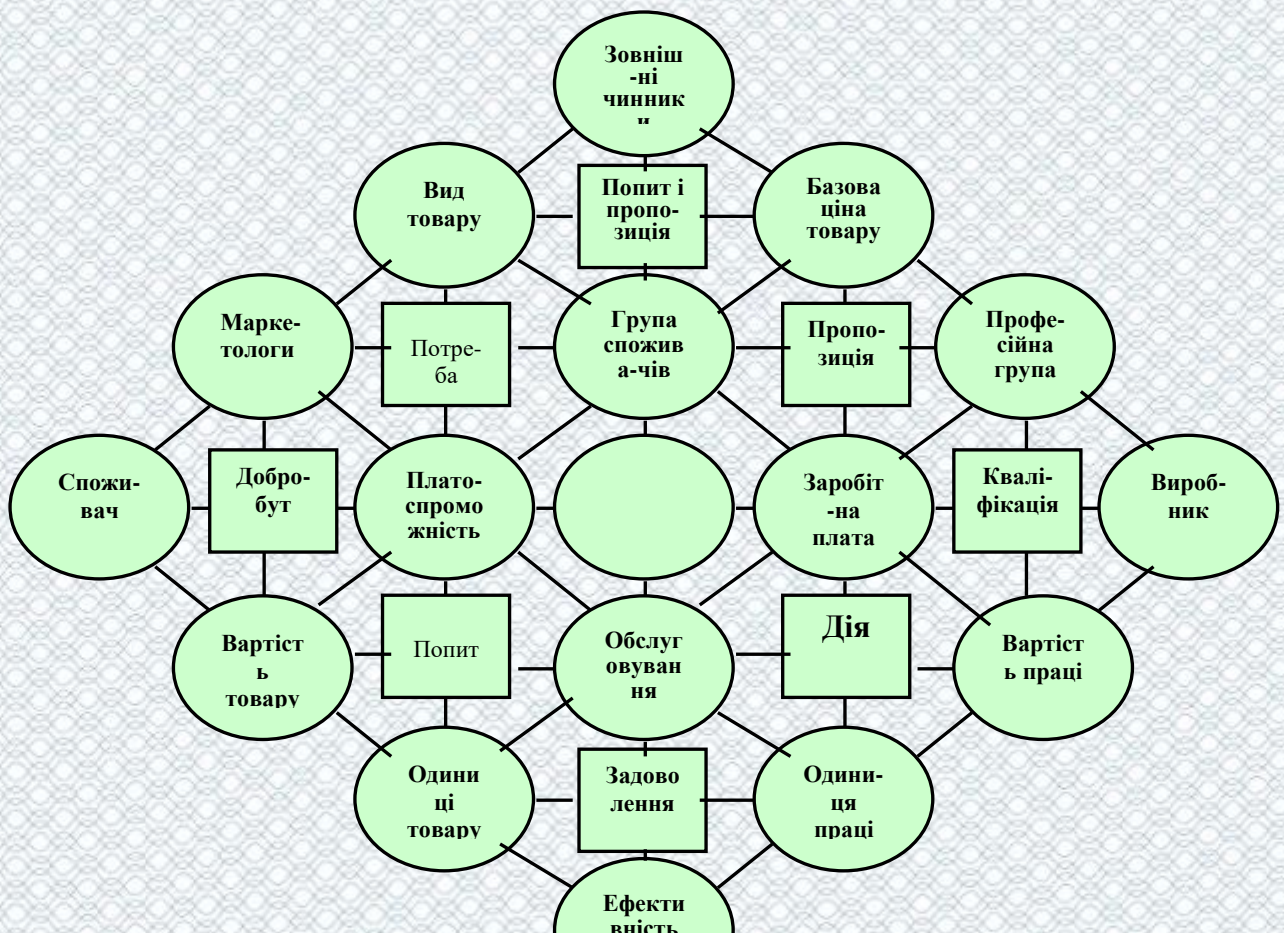 Зовніш
-ні
чинник
и
Вид
товару
Попит і
пропо-
зиція
Базова
ціна
товару
Марке-
тологи
Потре-
ба
Група
спожив
а-чів
Пропо-
зиція
Профе-
сійна
група
Спожи-
вач
Добро-
бут
Плато-
спромо
жність
Заробіт
-на
плата
Квалі-
фікація
Вироб-
ник
Вартіст
ь
товару
Попит
Обслуг
овуван
ня
Дія
Вартіст
ь праці
Одини
ці
товару
Задово
лення
Одини-
ця
праці
Ефекти
вність